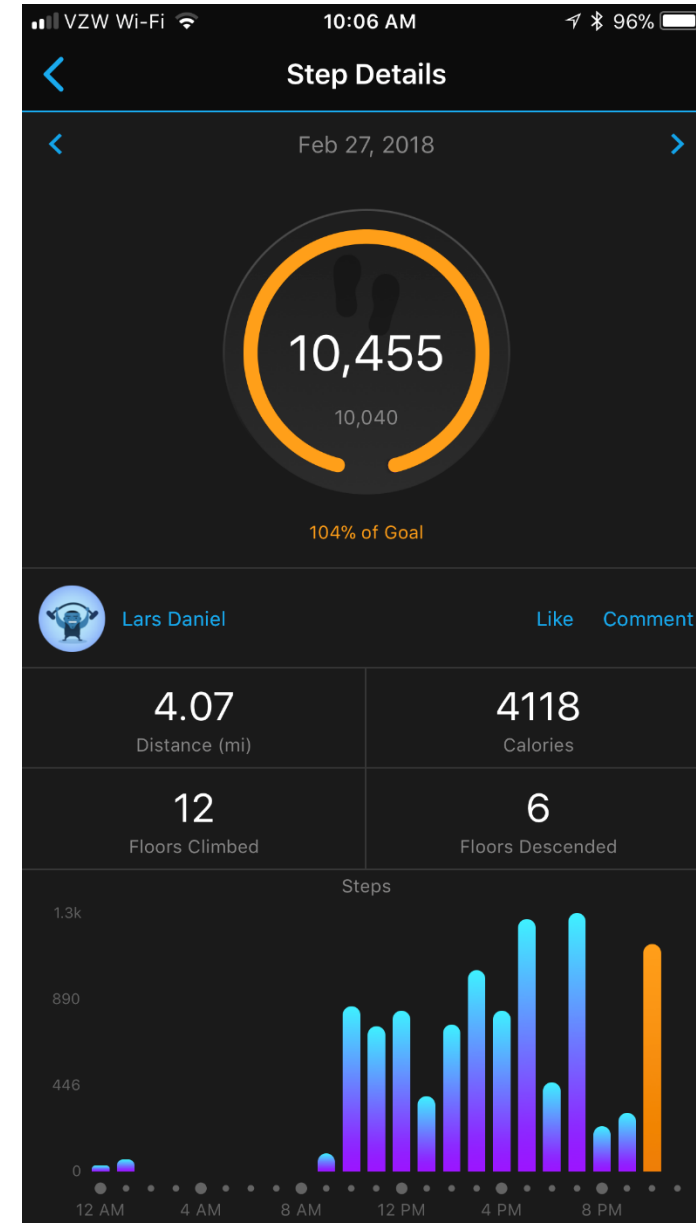 VZW Wi-Fi 10:06 AM 96%
Step Details
Feb 27, 2018
10,455
10,040
104% of Goal
Lars Daniel Like Comment
4.07 4118
Distance (mi) Calories
12 6
Floors Climbed Floors Descended
Steps
1.3k
890
446
0
12 AM 4 AM 8 AM 12 PM 4 PM 8 PM